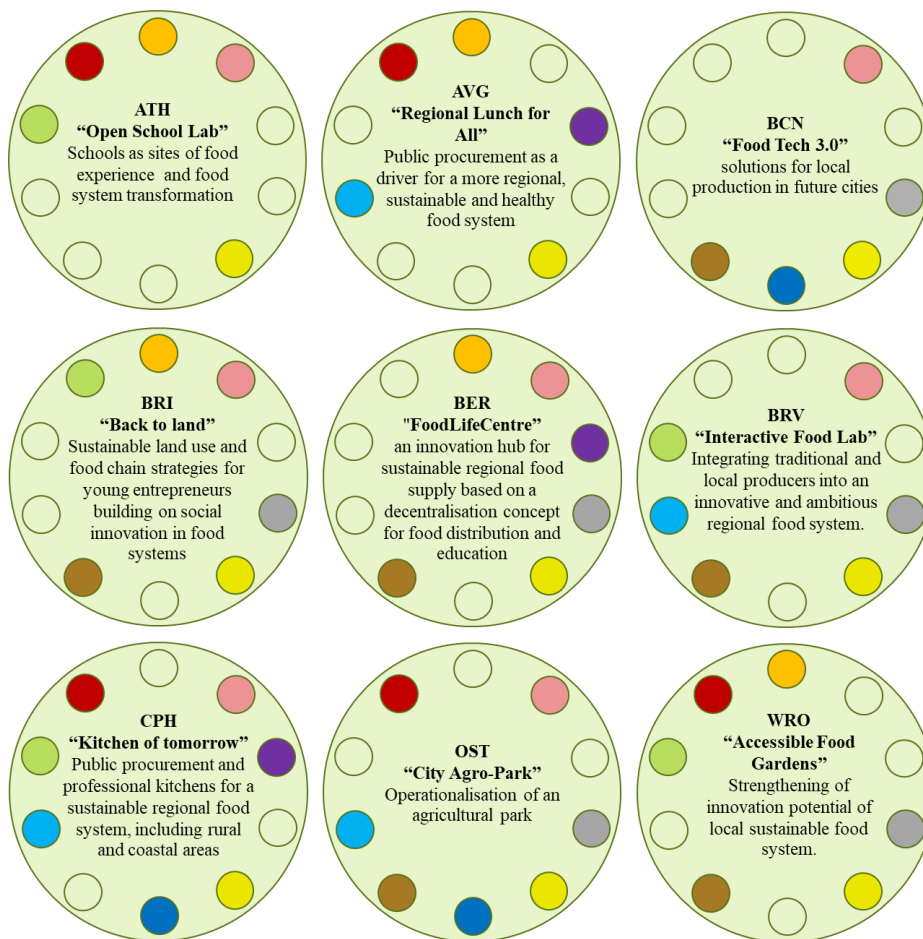 ATH
“Open School Lab”
Schools as sites of food
experience and food
system transformation
AVG
“Regional Lunch for
All”
Public procurement as a
driver for a more regional,
sustainable and healthy
food system
BCN
“Food Tech 3.0”
solutions for local
production in future cities
BRI
“Back to land”
Sustainable land use and
food chain strategies for
young entrepreneurs
building on social
innovation in food
systems
BER
"FoodLifeCentre”
an innovation hub for
sustainable regional food
supply based on a
decentralisation concept
for food distribution and
education
BRV
“Interactive Food Lab”
Integrating traditional and
local producers into an
innovative and ambitious
regional food system.
CPH
“Kitchen of tomorrow”
Public procurement and
professional kitchens for a
sustainable regional food
system, including rural
and coastal areas
OST
“City Agro-Park”
Operationalisation of an
agricultural park
WRO
“Accessible Food
Gardens”
Strengthening of
innovation potential of
local sustainable food
system.